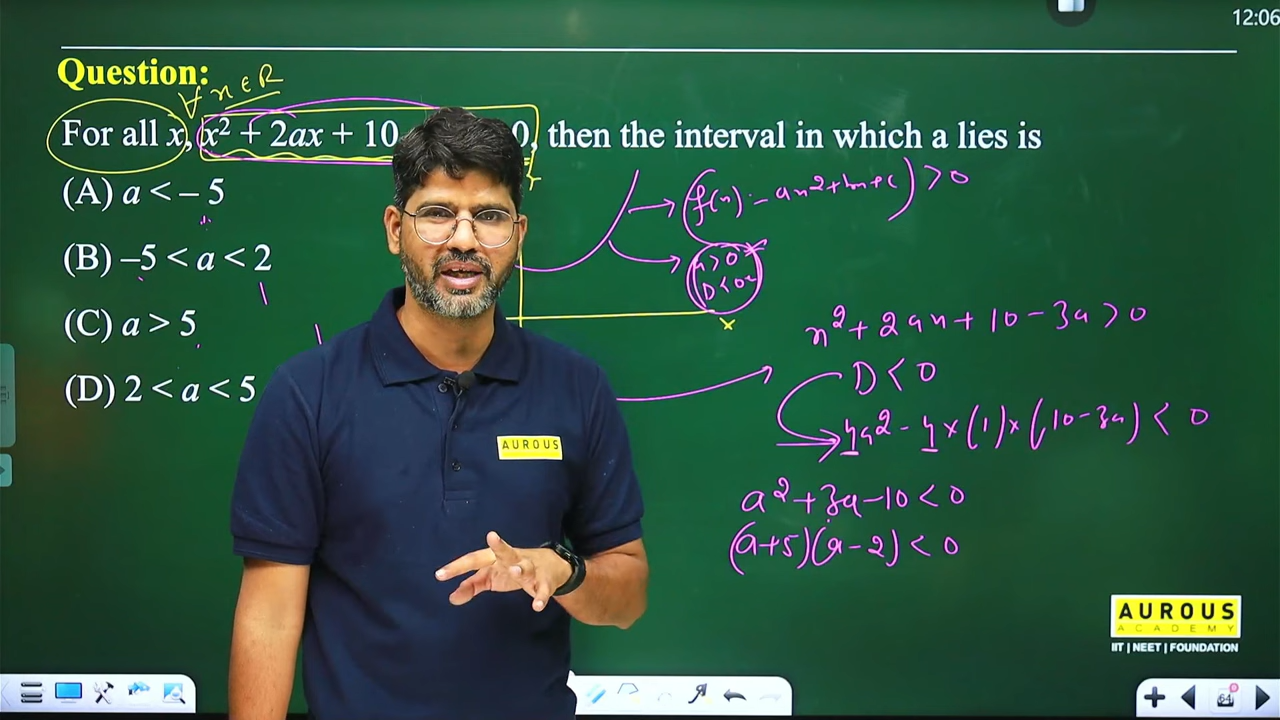 12:06
Question:
∀ x ∈ R
For all x, x² + 2ax + 10 0, then the interval in which a lies is
(A) a < – 5
(B) –5 < a < 2
(C) a > 5
(D) 2 < a < 5
f(x) = ax²+bx+c > 0
a > 0
D < 0
x²+2ax+10-3a > 0
D < 0
4a² - 4×(1)×(10-3a) < 0
a²+3a-10 < 0
(a+5)(a-2) < 0
AUROUS
AUROUS
ACADEMY
IIT | NEET | FOUNDATION
64